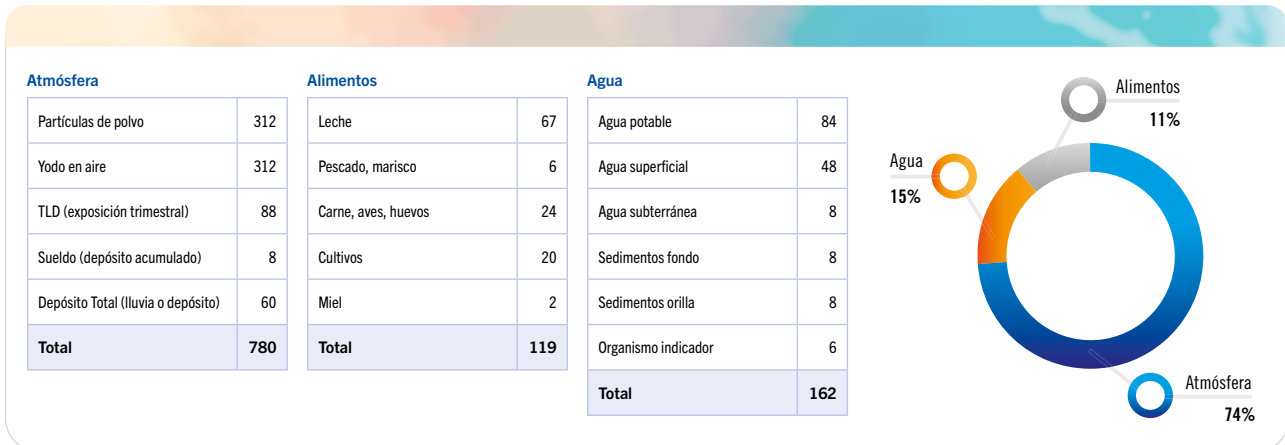 Atmósfera
Partículas de polvo 312
Yodo en aire 312
TLD (exposición trimestral) 88
Sueldo (depósito acumulado) 8
Depósito Total (lluvia o depósito) 60
Total 780
Alimentos
Leche 67
Pescado, marisco 6
Carne, aves, huevos 24
Cultivos 20
Miel 2
Total 119
Agua
Agua potable 84
Agua superficial 48
Agua subterránea 8
Sedimentos fondo 8
Sedimentos orilla 8
Organismo indicador 6
Total 162
Alimentos
11%
Agua
15%
Atmósfera
74%